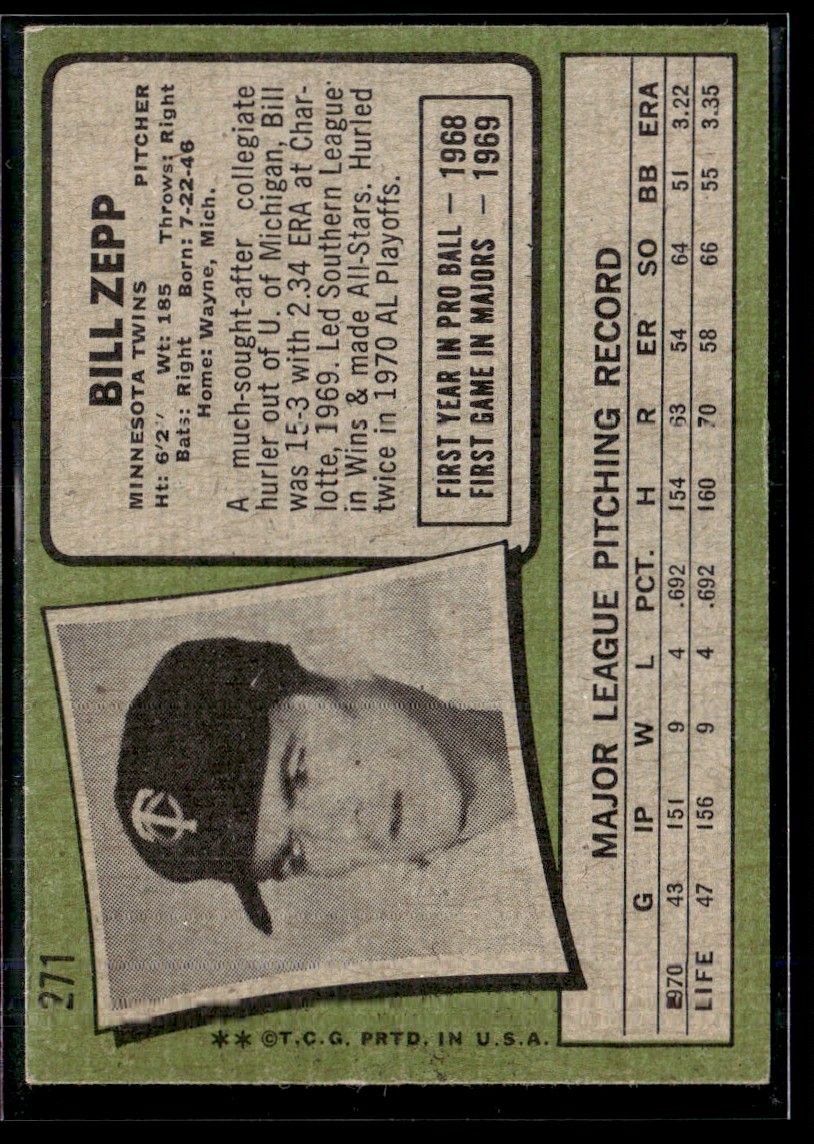 271
BILL ZEPP
MINNESOTA TWINS PITCHER
Ht: 6'2" Wt: 185 Throws: Right
Bats: Right Born: 7-22-46
Home: Wayne, Mich.
A much-sought-after collegiate
hurler out of U. of Michigan, Bill
was 15-3 with 2.34 ERA at Char-
lotte, 1969. Led Southern League
in Wins & made All-Stars. Hurled
twice in 1970 AL Playoffs.
FIRST YEAR IN PRO BALL — 1968
FIRST GAME IN MAJORS — 1969
TC
** ©T.C.G. PRTD. IN U.S.A.
MAJOR LEAGUE PITCHING RECORD
G IP W L PCT. H R ER SO BB ERA
1970 43 151 9 4 .692 154 63 54 64 51 3.22
LIFE 47 156 9 4 .692 160 70 58 66 55 3.35